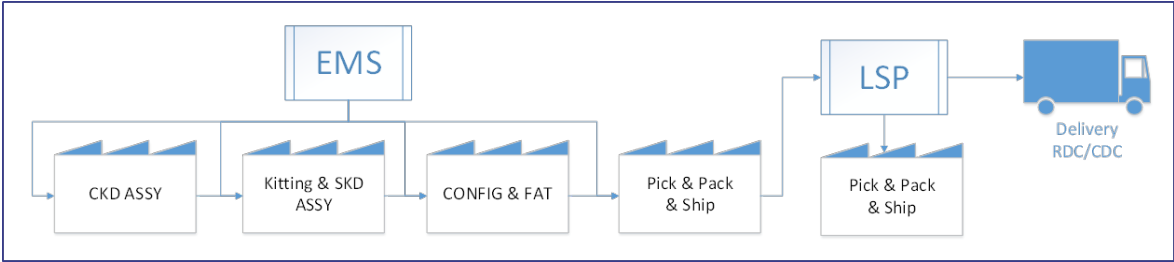 EMS
LSP
Delivery
RDC/CDC
CKD ASSY
Kitting & SKD
ASSY
CONFIG & FAT
Pick & Pack
& Ship
Pick & Pack
& Ship